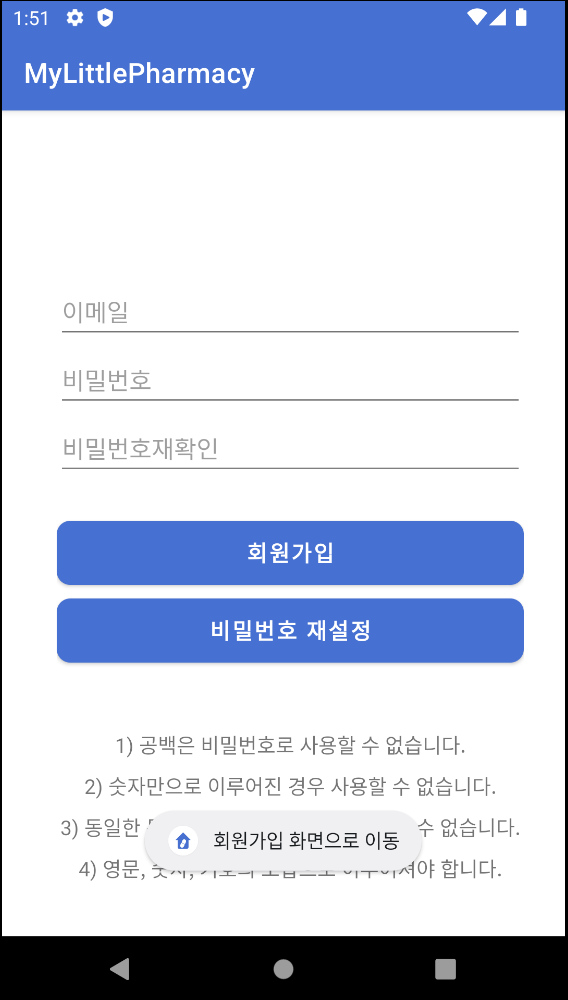 1:51
MyLittlePharmacy
이메일
비밀번호
비밀번호재확인
회원가입
비밀번호 재설정
1) 공백은 비밀번호로 사용할 수 없습니다.
2) 숫자만으로 이루어진 경우 사용할 수 없습니다.
3) 동일한 수 없습니다.
회원가입 화면으로 이동
4) 영문, 합니다.